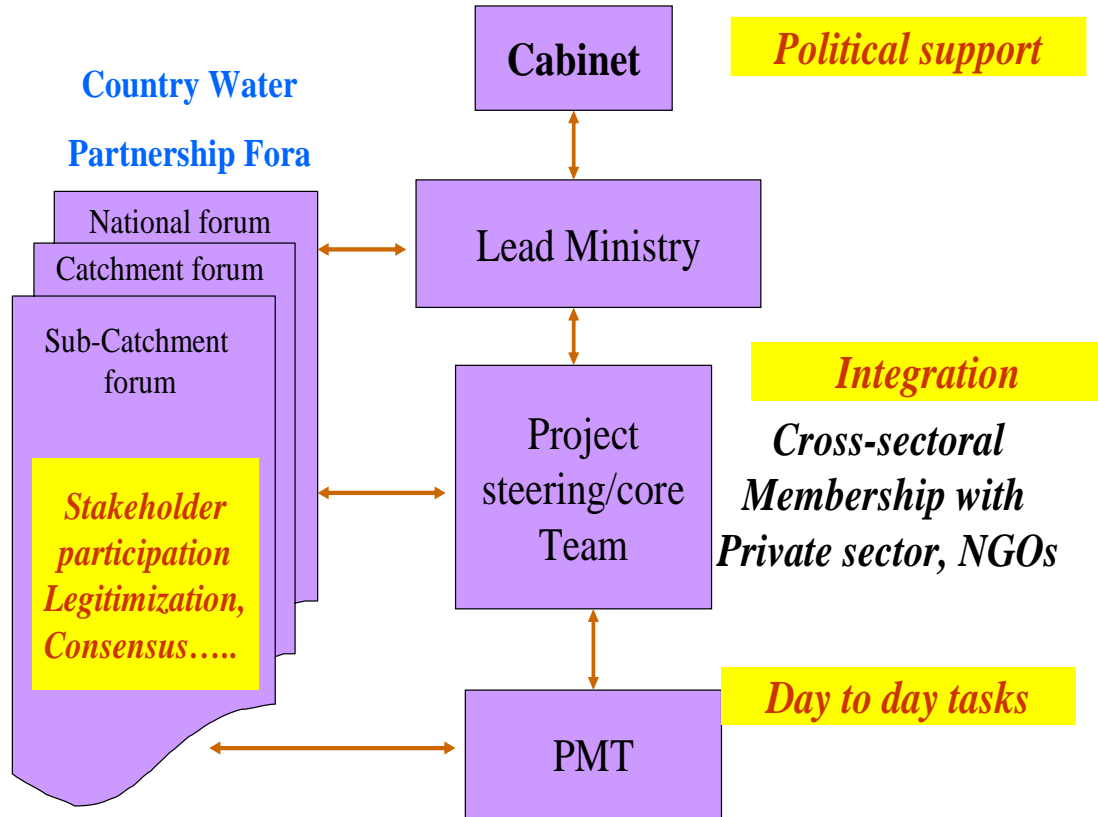 Cabinet
Political support
Country Water
Partnership Fora
National forum
Catchment forum
Sub-Catchment
forum
Stakeholder
participation
Legitimization,
Consensus…..
Lead Ministry
Project
steering/core
Team
Integration
Cross-sectoral
Membership with
Private sector, NGOs
Day to day tasks
PMT